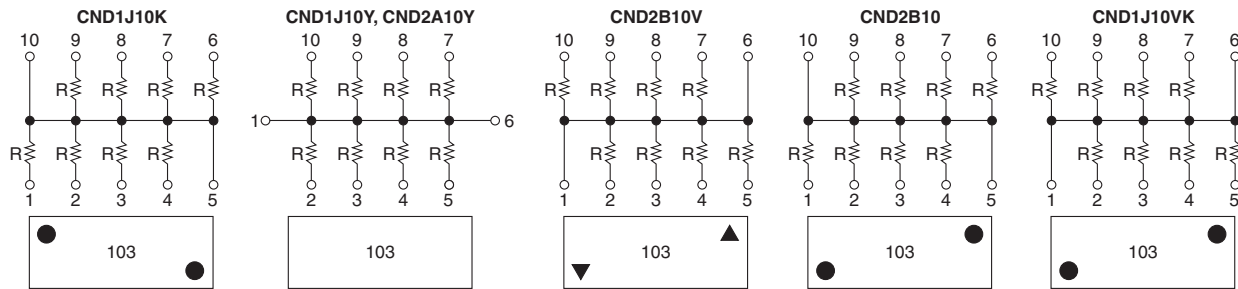 CND1J10K
10 9 8 7 6
R R R R
R R R R
1 2 3 4 5
103
CND1J10Y, CND2A10Y
10 9 8 7
R R R R
1 6
R R R R
2 3 4 5
103
CND2B10V
10 9 8 7 6
R R R R
R R R R
1 2 3 4 5
103
CND2B10
10 9 8 7 6
R R R R
R R R R
1 2 3 4 5
103
CND1J10VK
10 9 8 7 6
R R R R
R R R R
1 2 3 4 5
103